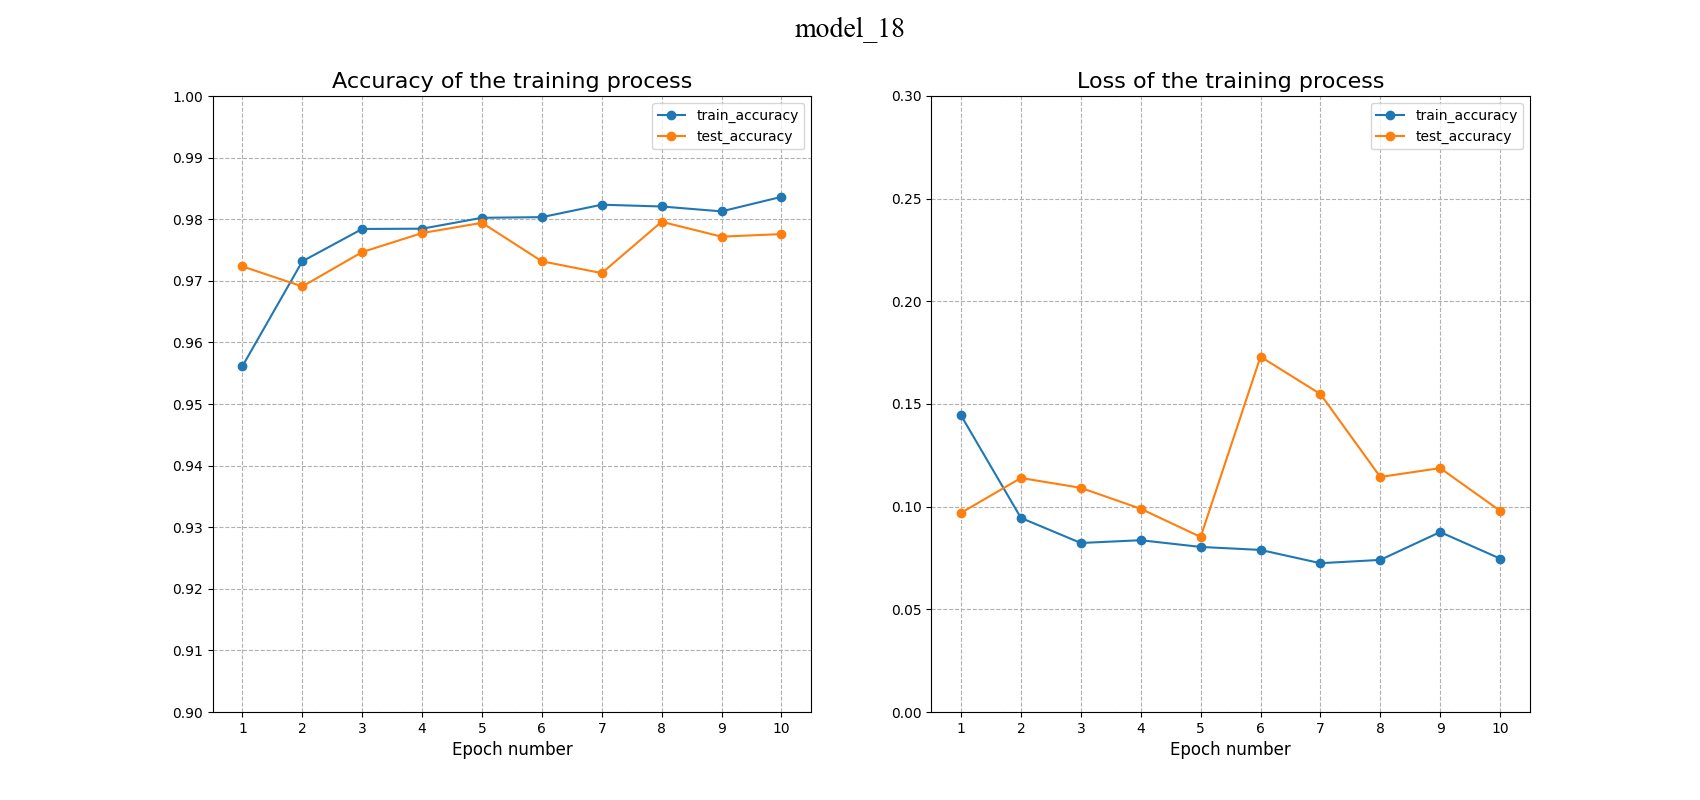 model_18
Accuracy of the training process
1.00
0.99
0.98
0.97
0.96
0.95
0.94
0.93
0.92
0.91
0.90
train_accuracy
test_accuracy
1 2 3 4 5 6 7 8 9 10
Epoch number
Loss of the training process
0.30
0.25
0.20
0.15
0.10
0.05
0.00
train_accuracy
test_accuracy
1 2 3 4 5 6 7 8 9 10
Epoch number